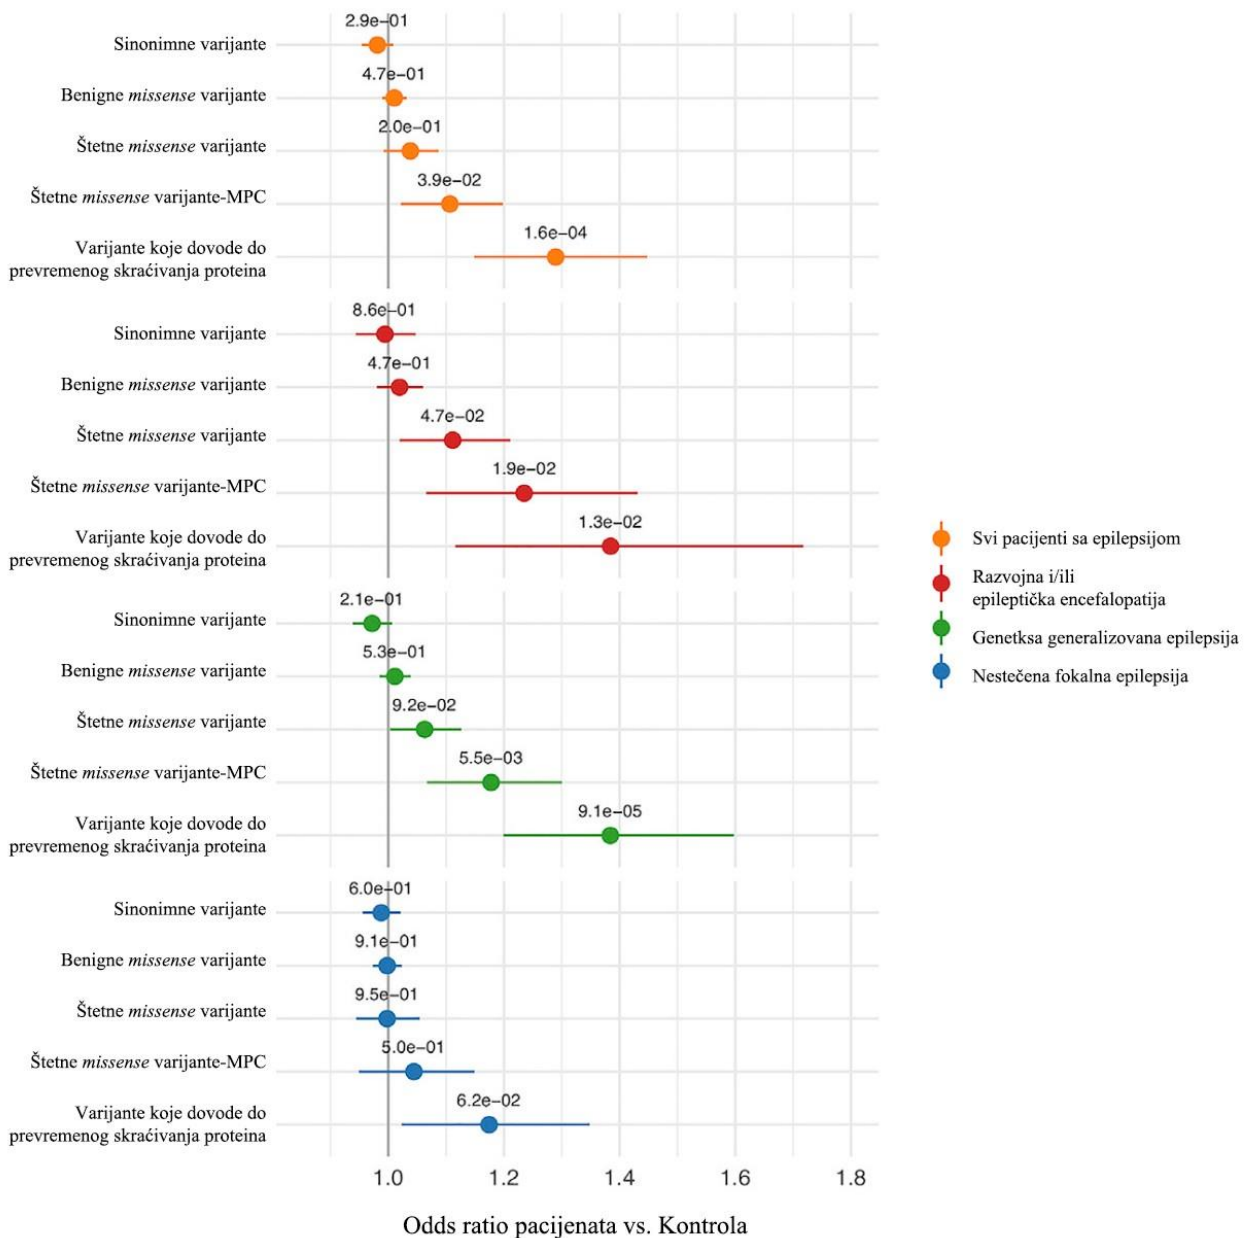 2.9e−01
Sinonimne varijante
4.7e−01
Benigne missense varijante
2.0e−01
Štetne missense varijante
3.9e−02
Štetne missense varijante-MPC
1.6e−04
Varijante koje dovode do
prevremenog skraćivanja proteina
8.6e−01
Sinonimne varijante
4.7e−01
Benigne missense varijante
4.7e−02
Štetne missense varijante
1.9e−02
Štetne missense varijante-MPC
1.3e−02
Varijante koje dovode do
prevremenog skraćivanja proteina
2.1e−01
Sinonimne varijante
5.3e−01
Benigne missense varijante
9.2e−02
Štetne missense varijante
5.5e−03
Štetne missense varijante-MPC
9.1e−05
Varijante koje dovode do
prevremenog skraćivanja proteina
6.0e−01
Sinonimne varijante
9.1e−01
Benigne missense varijante
9.5e−01
Štetne missense varijante
5.0e−01
Štetne missense varijante-MPC
6.2e−02
Varijante koje dovode do
prevremenog skraćivanja proteina
1.0 1.2 1.4 1.6 1.8
Odds ratio pacijenata vs. Kontrola
Svi pacijenti sa epilepsijom
Razvojna i/ili
epileptička encefalopatija
Genetksa generalizovana epilepsija
Nestečena fokalna epilepsija